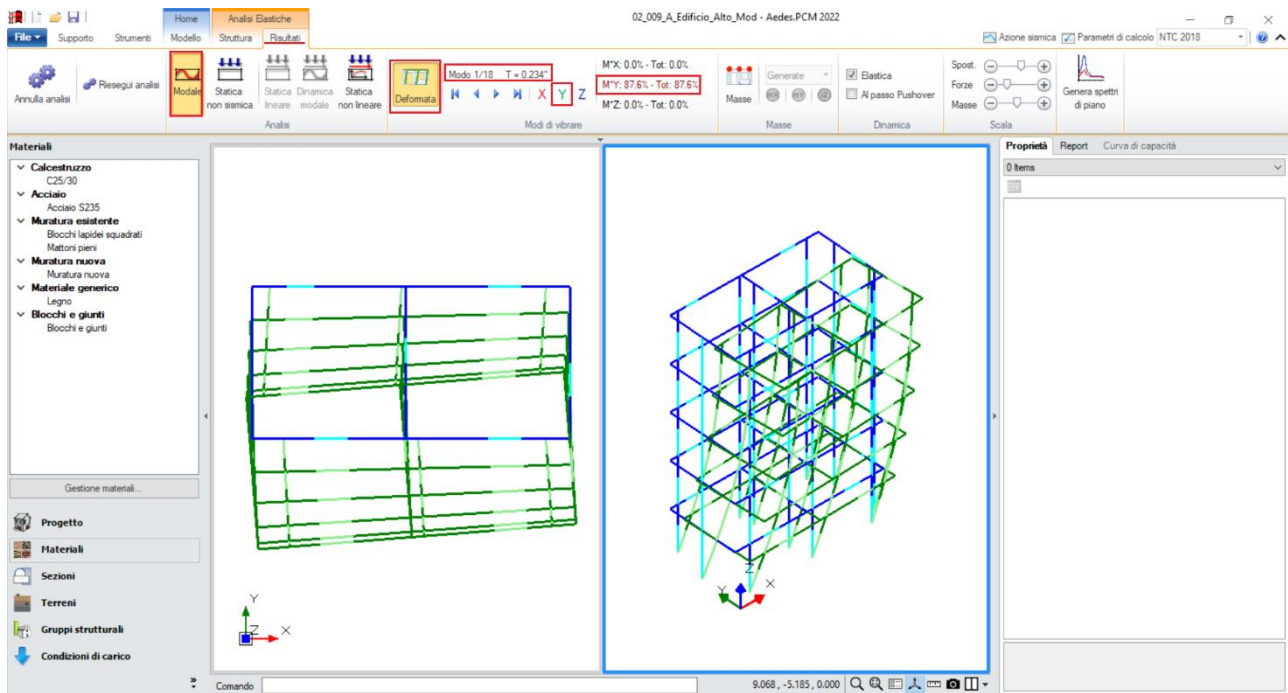 02_009_A_Edificio_Alto_Mod - Aedes.PCM 2022
Home
Analisi Elastiche
File
Supporto
Strumenti
Modello
Struttura
Risultati
Azione sismica
Parametri di calcolo
NTC 2018
Annulla analisi
Riesegui analisi
Modale
Statica non sismica
Statica lineare
Dinamica modale
Statica non lineare
Analisi
Deformata
Modo 1/18 T = 0.234"
X Y Z
M*X: 0.0% - Tot: 0.0%
M*Y: 87.6% - Tot: 87.6%
M*Z: 0.0% - Tot: 0.0%
Modi di vibrare
Masse
Generate
Masse
Elastica
Al passo Pushover
Dinamica
Spost.
Forze
Masse
Scala
Genera spettri di piano
Materiali
Calcestruzzo
C25/30
Acciaio
Acciaio S235
Muratura esistente
Blocchi lapidei squadrati
Mattoni pieni
Muratura nuova
Muratura nuova
Materiale generico
Legno
Blocchi e giunti
Blocchi e giunti
Gestione materiali...
Progetto
Materiali
Sezioni
Terreni
Gruppi strutturali
Condizioni di carico
Y
Z X
Z
Y X
Proprietà Report Curva di capacità
0 Items
Comando
9.068 , -5.185, 0.000